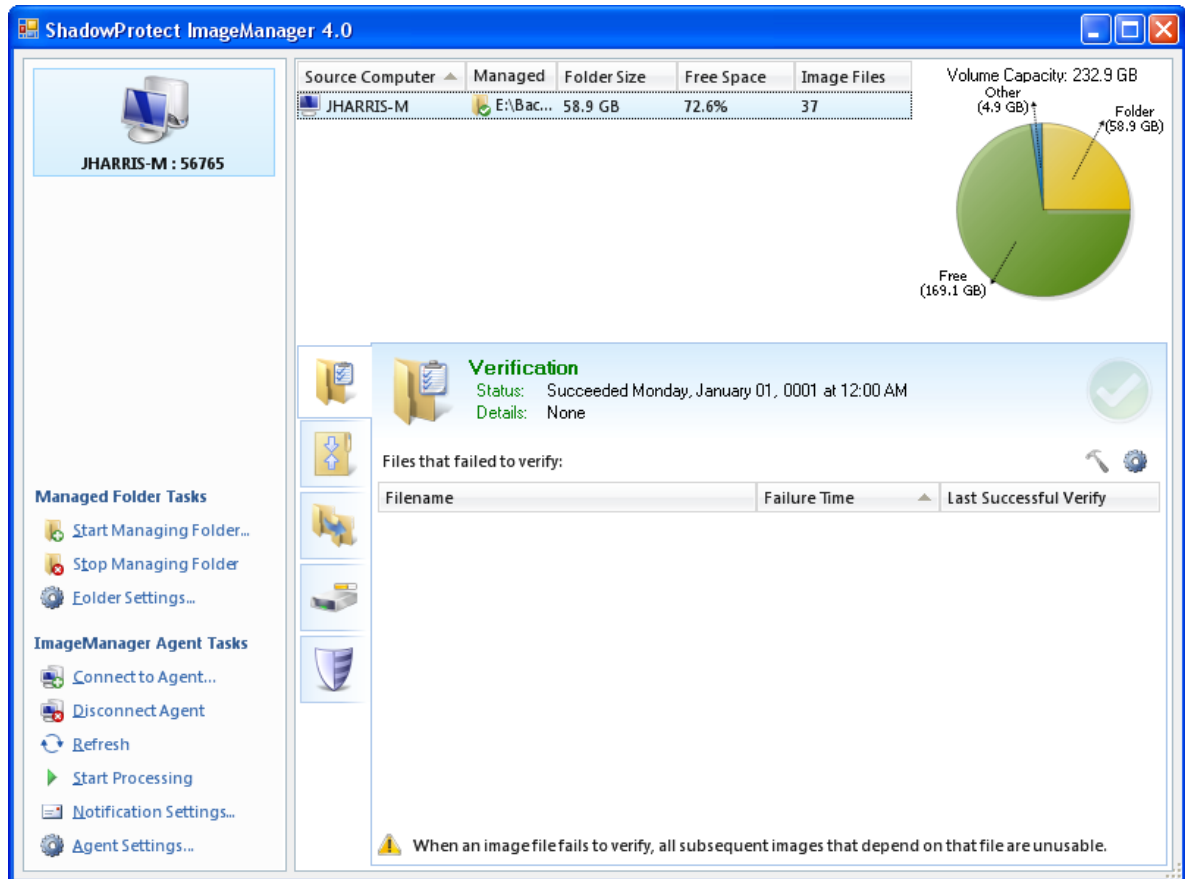 ShadowProtect ImageManager 4.0
JHARRIS-M : 56765
Source Computer Managed Folder Size Free Space Image Files
JHARRIS-M E:\Bac... 58.9 GB 72.6% 37
Volume Capacity: 232.9 GB
Other
(4.9 GB)
Folder
(58.9 GB)
Free
(169.1 GB)
Verification
Status: Succeeded Monday, January 01, 0001 at 12:00 AM
Details: None
Files that failed to verify:
Filename Failure Time Last Successful Verify
When an image file fails to verify, all subsequent images that depend on that file are unusable.
Managed Folder Tasks
Start Managing Folder...
Stop Managing Folder
Folder Settings...
ImageManager Agent Tasks
Connect to Agent...
Disconnect Agent
Refresh
Start Processing
Notification Settings...
Agent Settings...